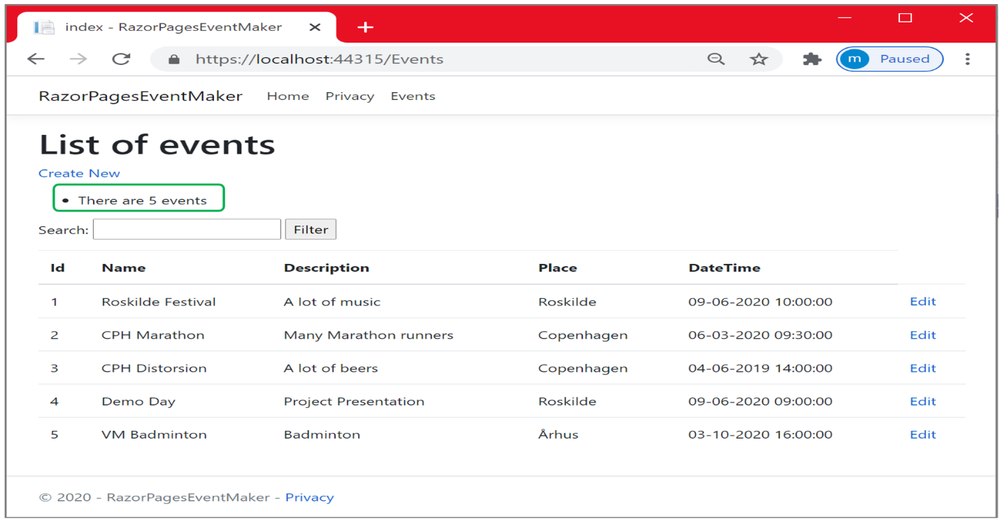 index - RazorPagesEventMaker
https://localhost:44315/Events
m Paused
RazorPagesEventMaker Home Privacy Events
List of events
Create New
• There are 5 events
Search: Filter
Id Name Description Place DateTime
1 Roskilde Festival A lot of music Roskilde 09-06-2020 10:00:00 Edit
2 CPH Marathon Many Marathon runners Copenhagen 06-03-2020 09:30:00 Edit
3 CPH Distorsion A lot of beers Copenhagen 04-06-2019 14:00:00 Edit
4 Demo Day Project Presentation Roskilde 09-06-2020 09:00:00 Edit
5 VM Badminton Badminton Århus 03-10-2020 16:00:00 Edit
© 2020 - RazorPagesEventMaker - Privacy